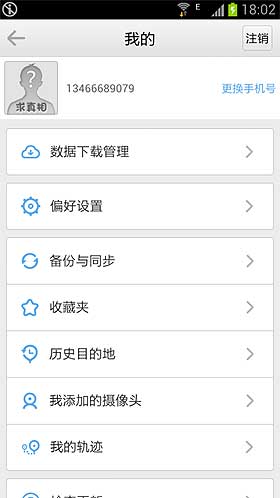 E 18:02
我的
注销
求真相
13466689079
更换手机号
数据下载管理
偏好设置
备份与同步
收藏夹
历史目的地
我添加的摄像头
我的轨迹